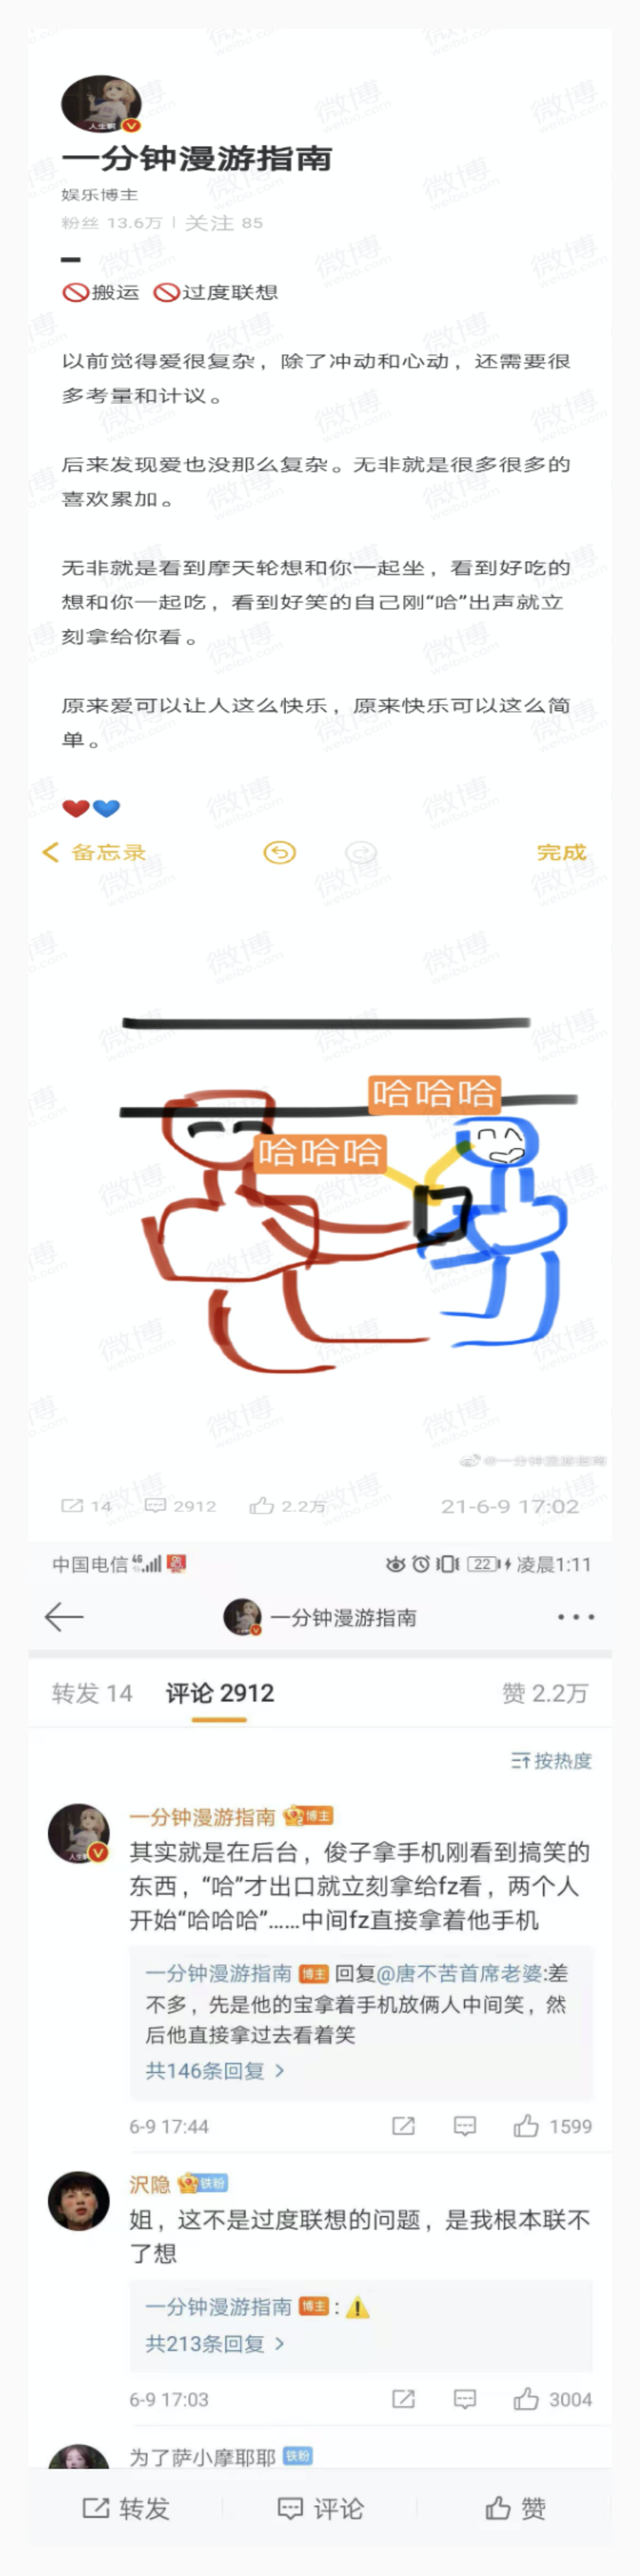 人生啊
一分钟漫游指南
娱乐博主
粉丝 13.6万 | 关注 85
🚫搬运 🚫过度联想
以前觉得爱很复杂，除了冲动和心动，还需要很
多考量和计议。
后来发现爱也没那么复杂。无非就是很多很多的
喜欢累加。
无非就是看到摩天轮想和你一起坐，看到好吃的
想和你一起吃，看到好笑的自己刚“哈”出声就立
刻拿给你看。
原来爱可以让人这么快乐，原来快乐可以这么简
单。
❤️💙
备忘录 完成
哈哈哈
哈哈哈
@一分钟漫游指南
14 2912 2.2万 21-6-9 17:02
中国电信 4G 22 凌晨1:11
一分钟漫游指南
转发 14 评论 2912 赞 2.2万
按热度
一分钟漫游指南 博主
其实就是在后台，俊子拿手机刚看到搞笑的
东西，“哈”才出口就立刻拿给fz看，两个人
开始“哈哈哈”……中间fz直接拿着他手机
一分钟漫游指南 博主 回复@唐不苦首席老婆:差
不多，先是他的宝拿着手机放俩人中间笑，然
后他直接拿过去看着笑
共146条回复 >
6-9 17:44 1599
沢隐 铁粉
姐，这不是过度联想的问题，是我根本联不
了想
一分钟漫游指南 博主 : ⚠️
共213条回复 >
6-9 17:03 3004
为了萨小摩耶耶 铁粉
转发 评论 赞
微博
weibo.com